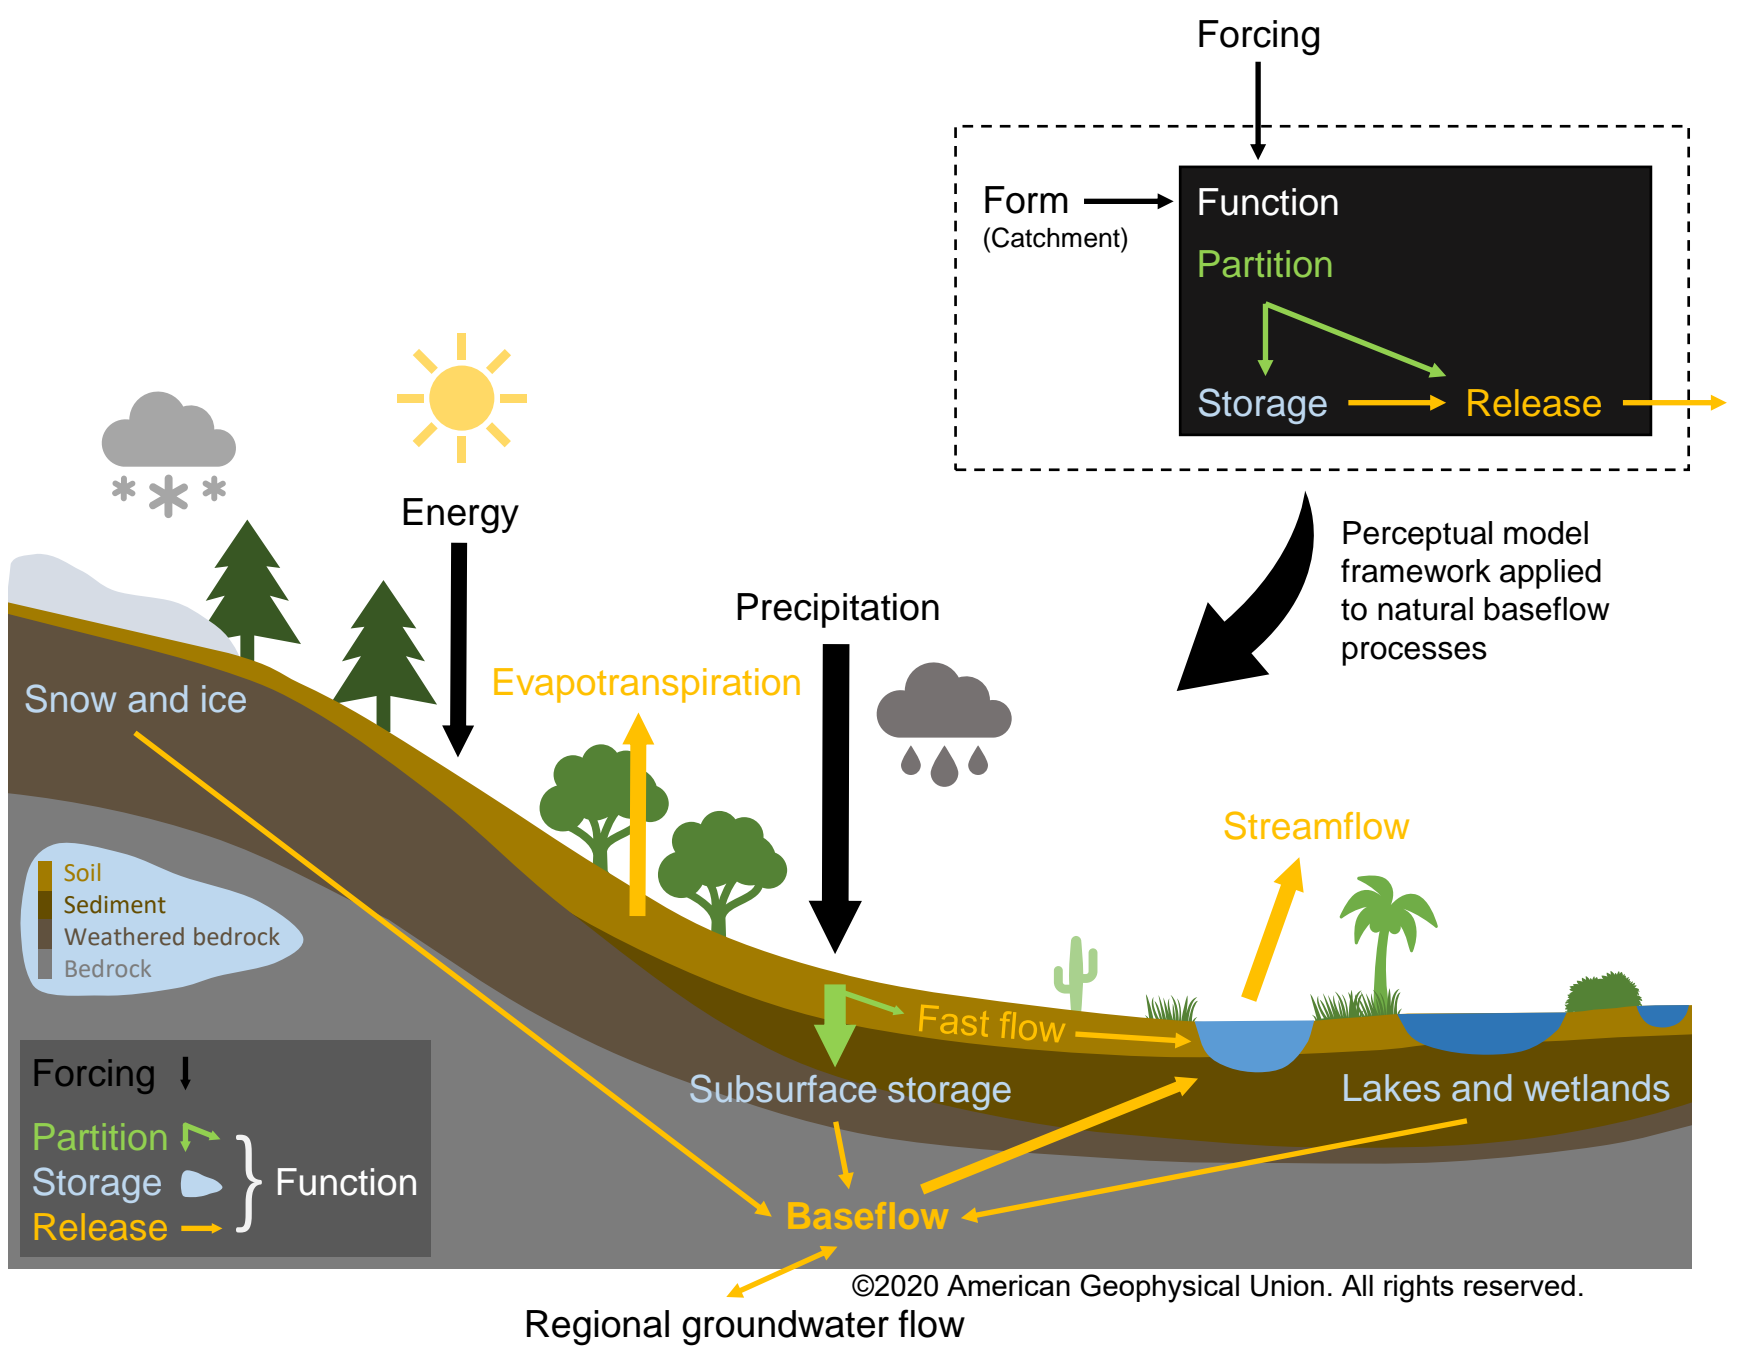 Forcing
Form
(Catchment)
Function
Partition
Storage
Release
Perceptual model
framework applied
to natural baseflow
processes
Energy
Precipitation
Evapotranspiration
Snow and ice
Streamflow
Soil
Sediment
Weathered bedrock
Bedrock
Fast flow
Subsurface storage
Lakes and wetlands
Forcing
Partition
Storage
Release
Function
Baseflow
©2020 American Geophysical Union. All rights reserved.
Regional groundwater flow